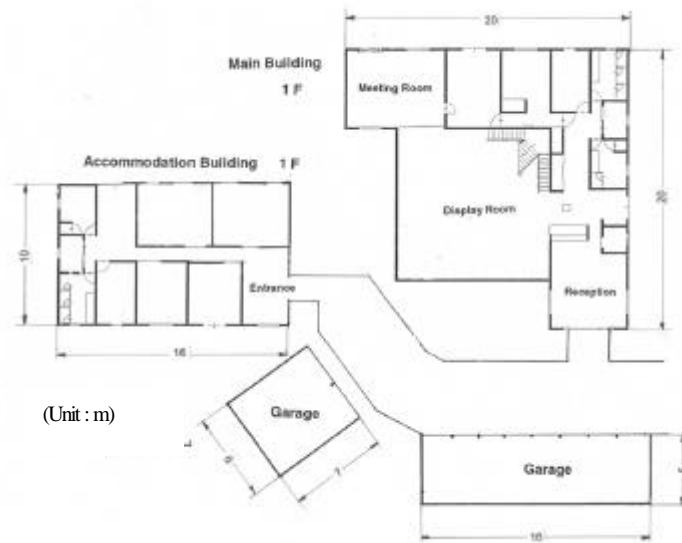 20
Main Building
1 F
Meeting Room
Accommodation Building 1 F
Display Room
20
10
Entrance
Reception
16
(Unit : m)
Garage
7
Garage
16